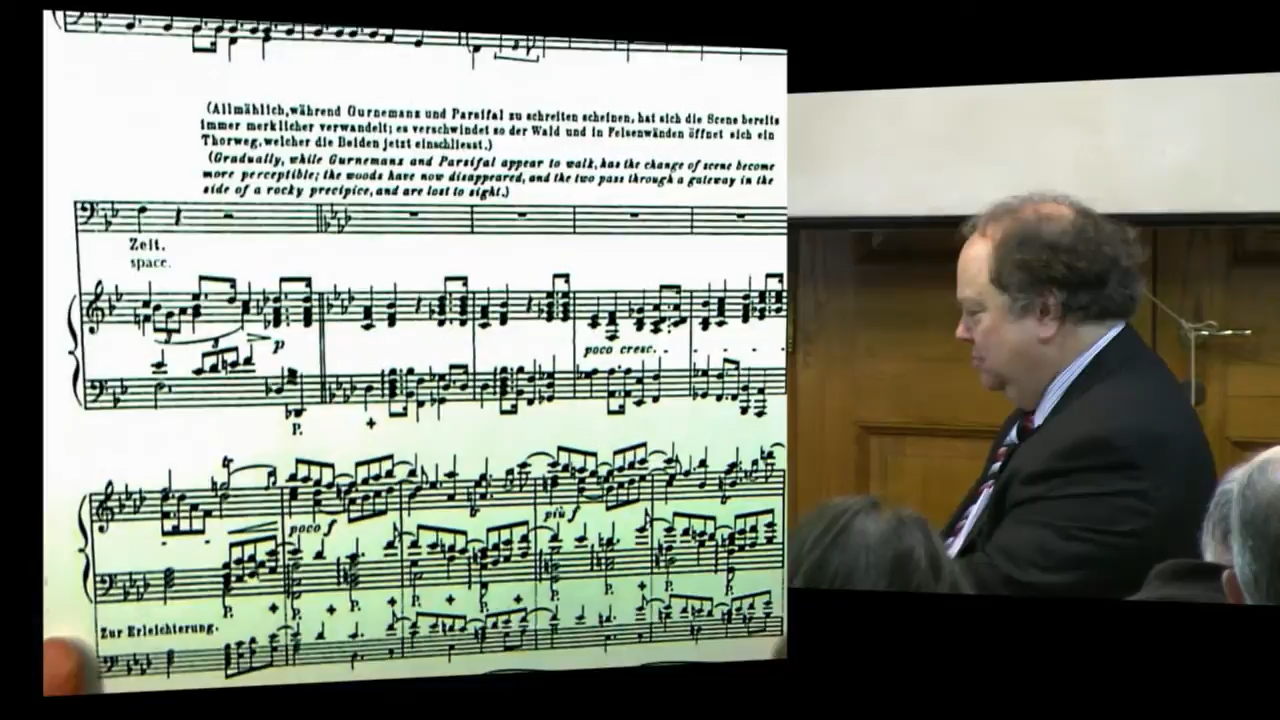 (Allmählich, während Gurnemanz und Parsifal zu schreiten scheinen, hat sich die Scene bereits
immer merklicher verwandelt; es verschwindet so der Wald und in Felsenwänden öffnet sich ein
Thorweg, welcher die Beiden jetzt einschliesst.)
(Gradually, while Gurnemanz and Parsifal appear to walk, has the change of scene become
more perceptible; the woods have now disappeared, and the two pass through a gateway in the
side of a rocky precipice, and are lost to sight.)
Zeit.
space.
3
p
poco cresc.
P.
poco f
più f
P. P. P. P. P. P. P. P.
Zur Erleichterung.